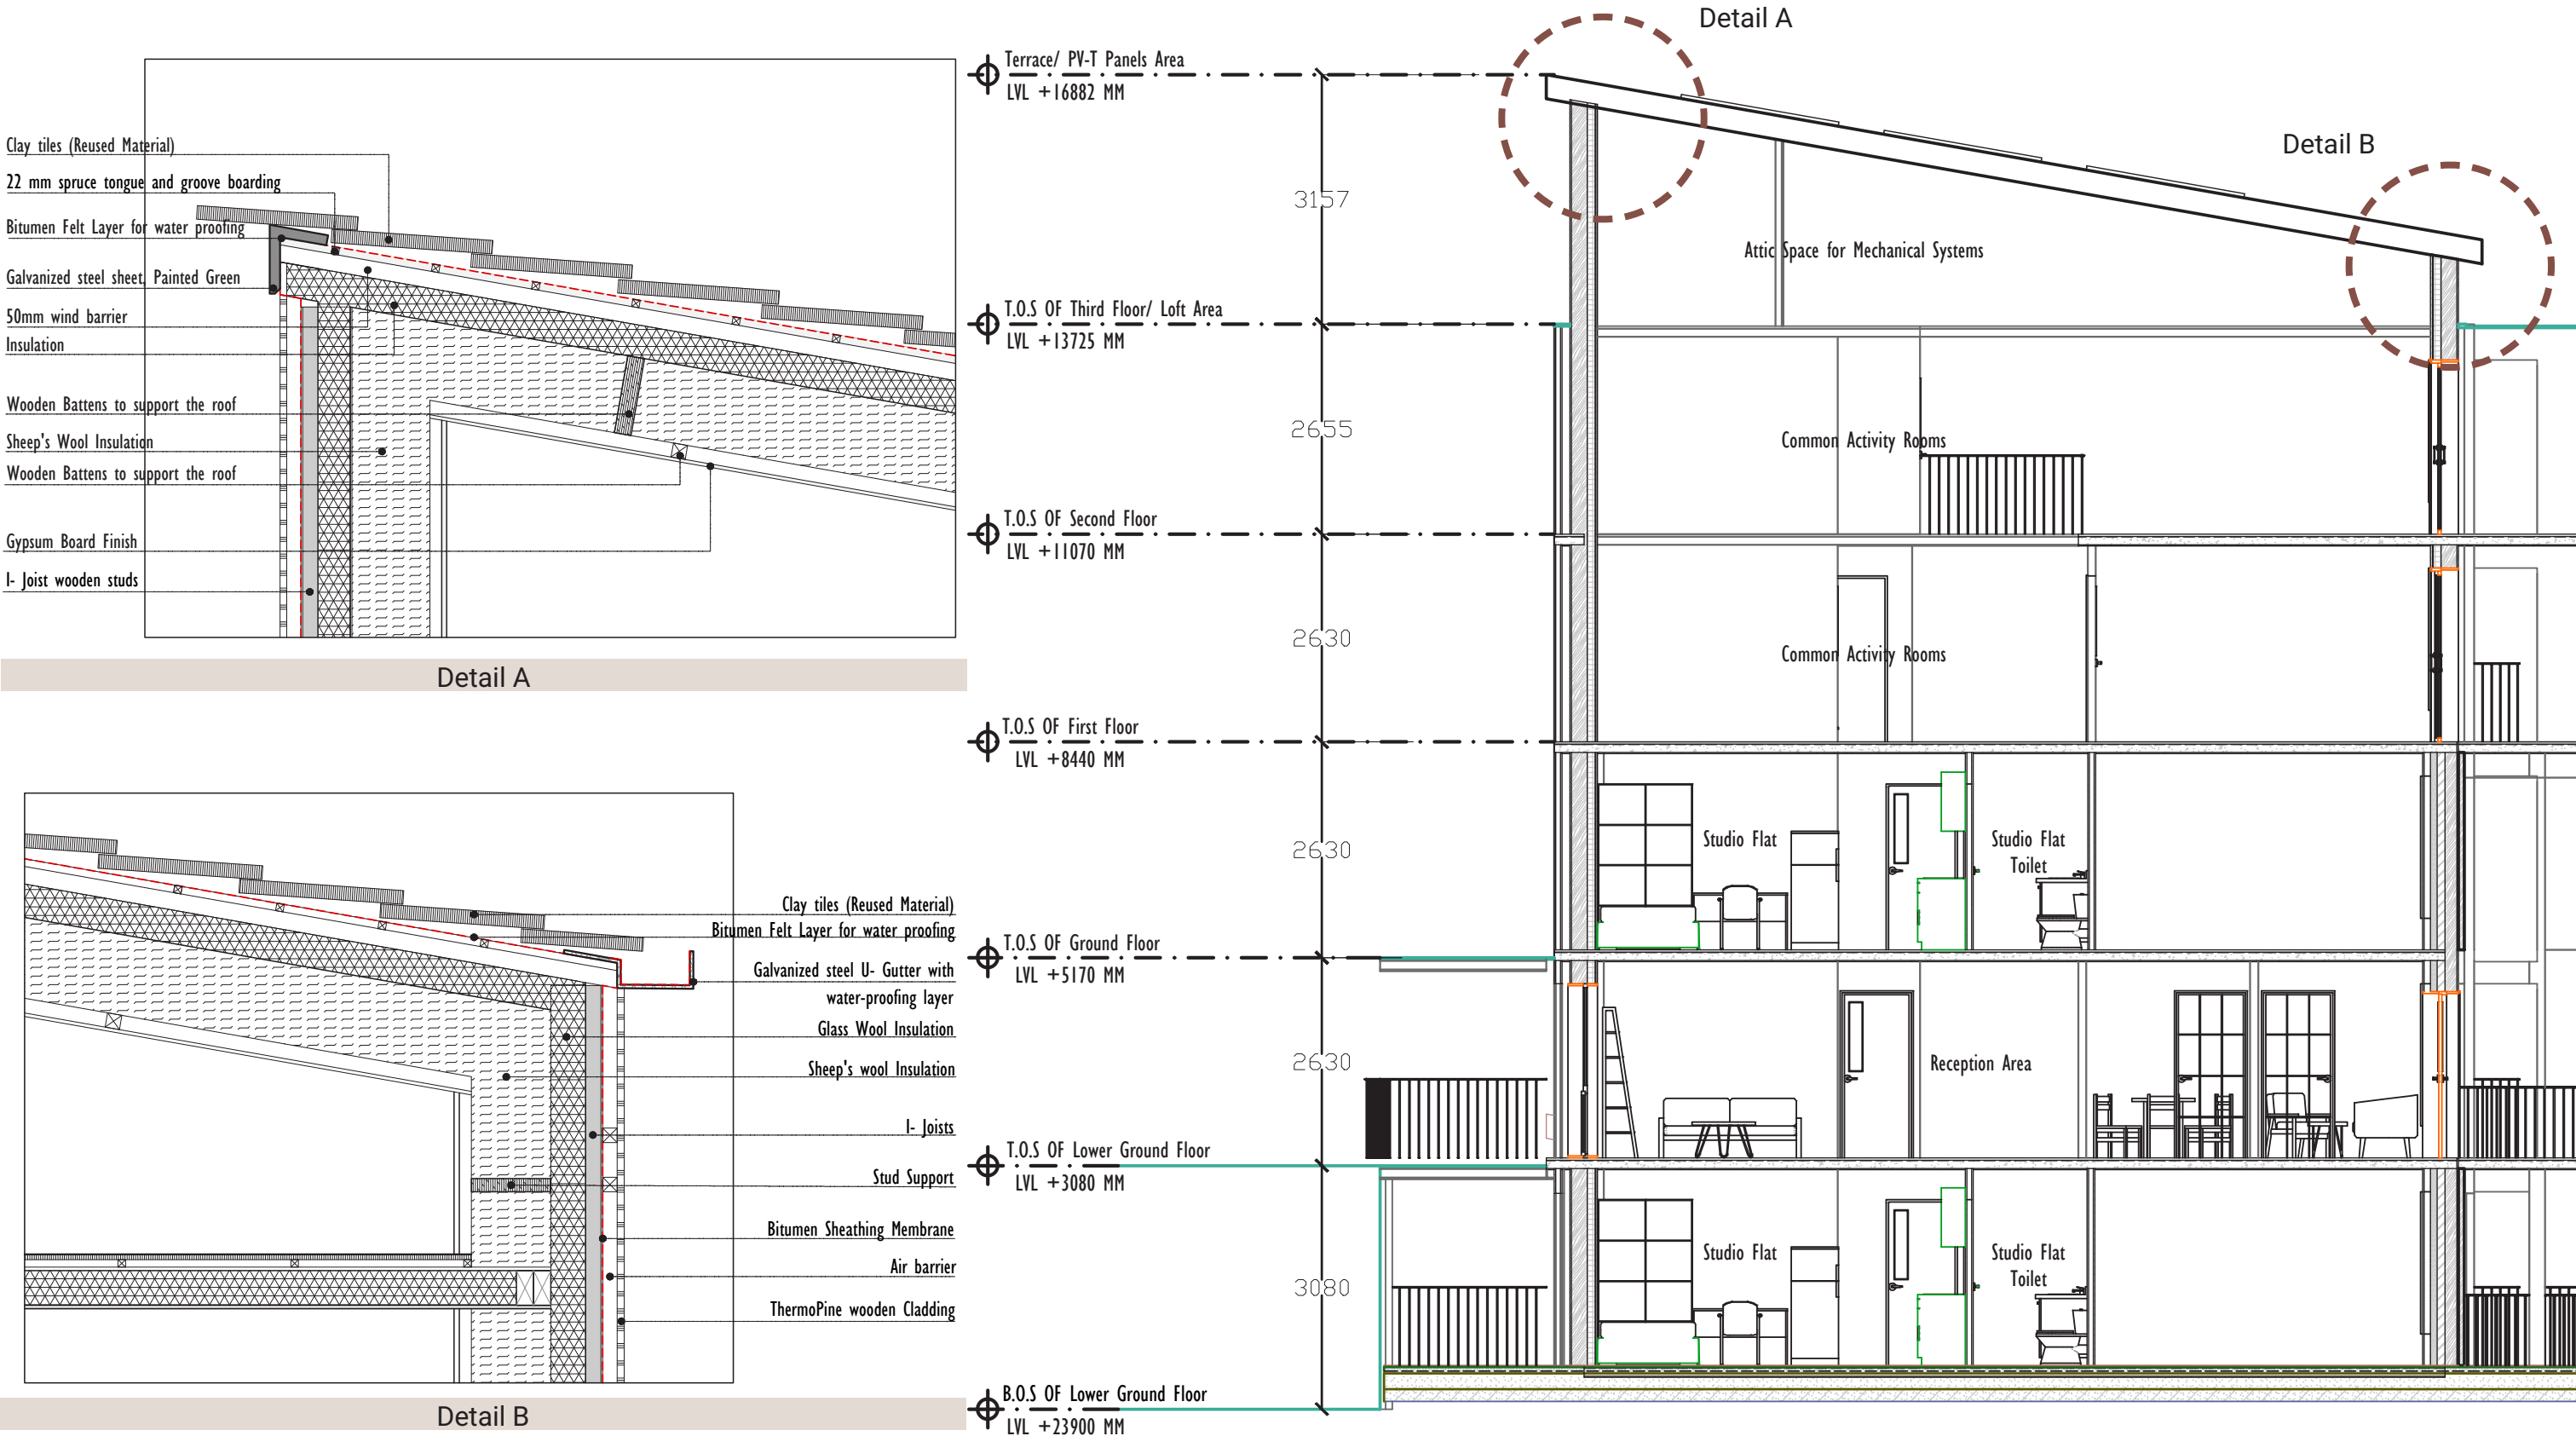 Detail A
Terrace/ PV-T Panels Area
LVL +16882 MM
Detail B
Clay tiles (Reused Material)
22 mm spruce tongue and groove boarding
Bitumen Felt Layer for water proofing
Galvanized steel sheet, Painted Green
50mm wind barrier
Insulation
Wooden Battens to support the roof
Sheep's Wool Insulation
Wooden Battens to support the roof
Gypsum Board Finish
I- Joist wooden studs
Detail A
3157
Attic Space for Mechanical Systems
T.O.S OF Third Floor/ Loft Area
LVL +13725 MM
2655
Common Activity Rooms
T.O.S OF Second Floor
LVL +11070 MM
2630
Common Activity Rooms
T.O.S OF First Floor
LVL +8440 MM
2630
Studio Flat
Studio Flat
Toilet
Clay tiles (Reused Material)
Bitumen Felt Layer for water proofing
Galvanized steel U- Gutter with
water-proofing layer
Glass Wool Insulation
Sheep's wool Insulation
I- Joists
Stud Support
Bitumen Sheathing Membrane
Air barrier
ThermoPine wooden Cladding
Detail B
T.O.S OF Ground Floor
LVL +5170 MM
2630
Reception Area
T.O.S OF Lower Ground Floor
LVL +3080 MM
3080
Studio Flat
Studio Flat
Toilet
B.O.S OF Lower Ground Floor
LVL +23900 MM